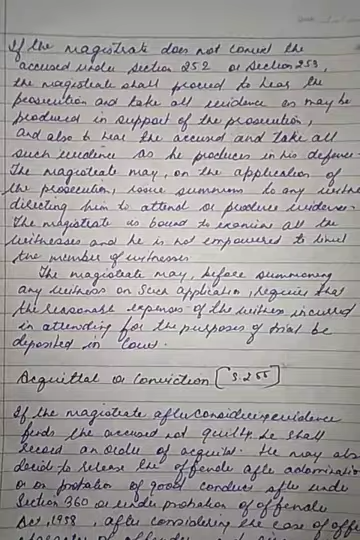 If the magistrate does not convict the
accused under section 252 or Section 253,
the magistrate shall proceed to hear the
prosecution and take all evidence as may be
produced in support of the prosecution,
and also to hear the accused and take all
such evidence as he produces in his defence.
The magistrate may, on the application of
the prosecution, issue summons to any witne
directing him to attend or produce evidence.
The magistrate is bound to examine all the
witnesses and he is not empowered to limit
the number of witnesses
The magistrate may, before summoning
any witness on such application, require that
the reasonable expenses of the witness incurred
in attending for the purposes of trial be
deposited in Court.
Acquittal or Conviction [S.255]
If the magistrate after considering evidence
finds the accused not guilty, he shall
record an order of acquittal. He may also
decide to release the offender after admonition
or on probation of good conduct after under
Section 360 or under probation of offender
Act, 1958, after considering the case of offe